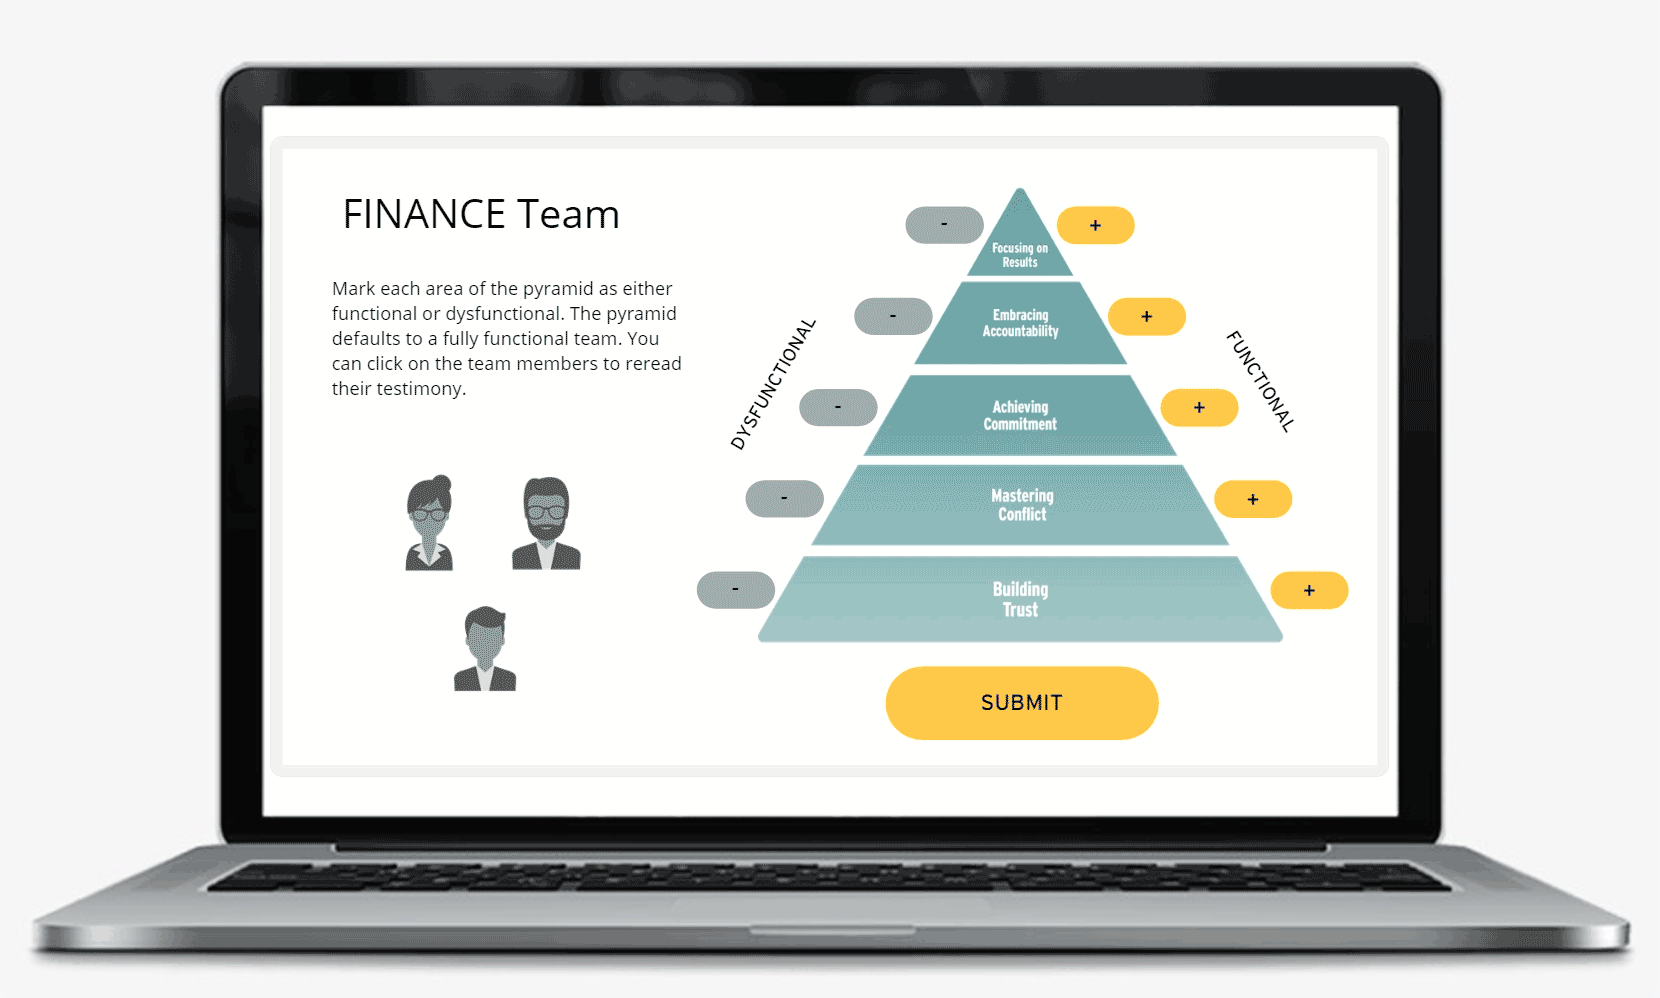 FINANCE Team
Mark each area of the pyramid as either
functional or dysfunctional. The pyramid
defaults to a fully functional team. You
can click on the team members to reread
their testimony.
DYSFUNCTIONAL
FUNCTIONAL
- +
Focusing on
Results
- +
Embracing
Accountability
- +
Achieving
Commitment
- +
Mastering
Conflict
- +
Building
Trust
SUBMIT